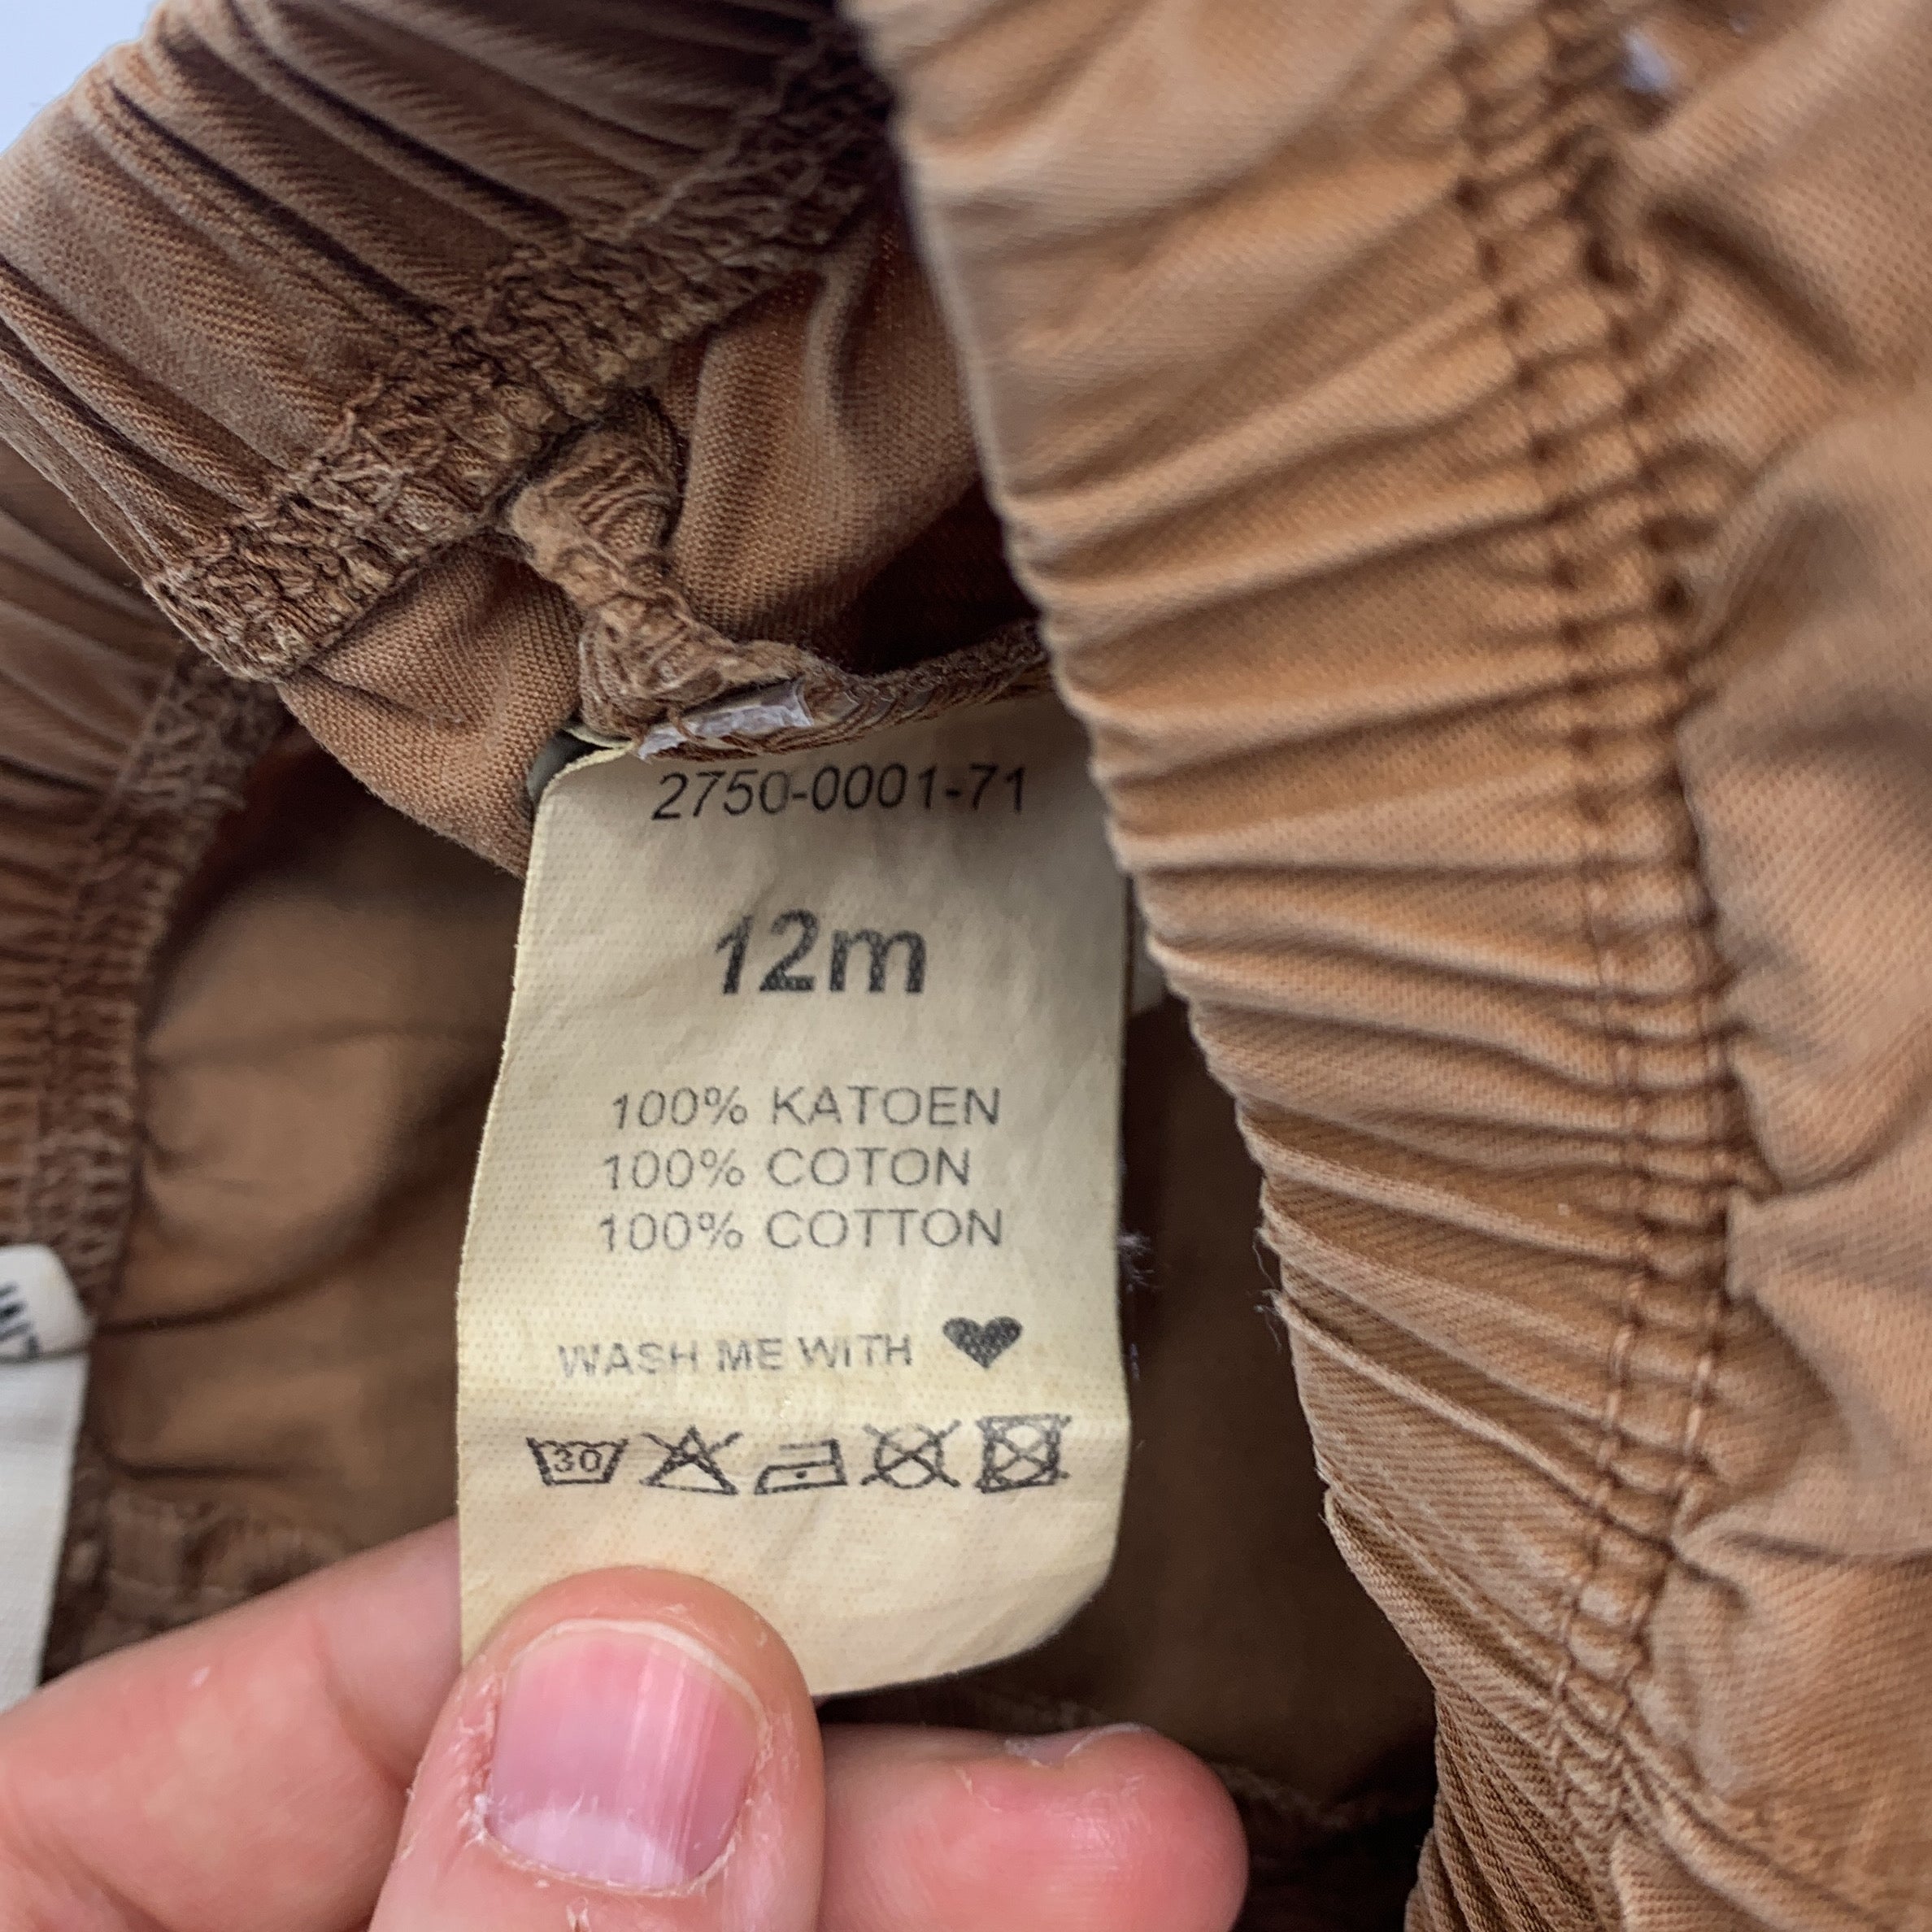 2750-0001-71
12m
100% KATOEN
100% COTON
100% COTTON
WASH ME WITH
30